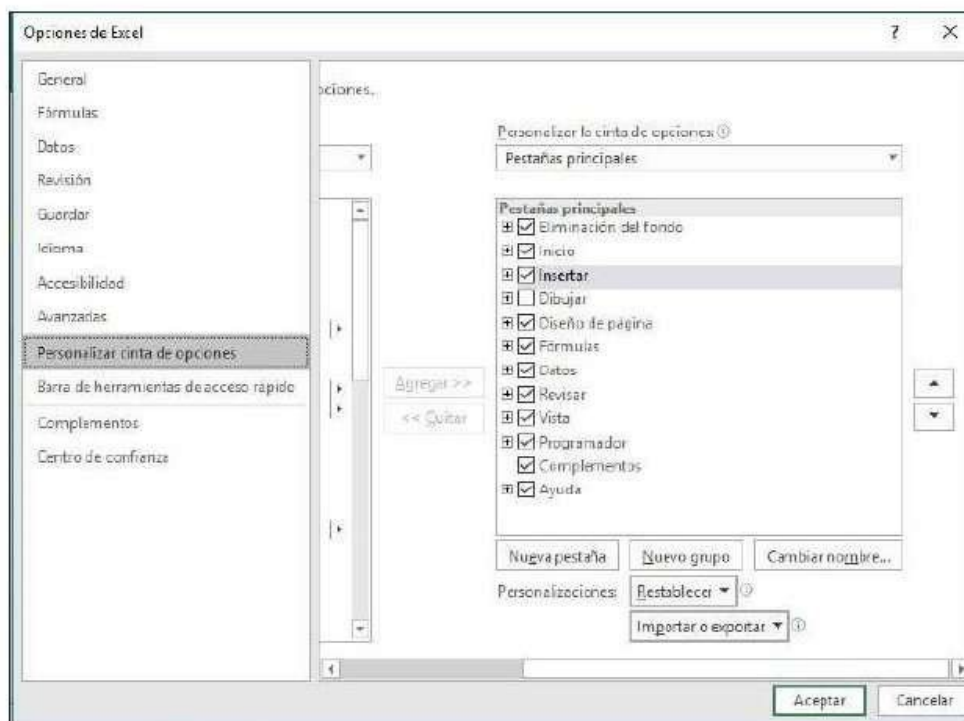 Opciones de Excel
General
Fórmulas
Datos
Revisión
Guardar
Idioma
Accesibilidad
Avanzadas
Personalizar cinta de opciones
Barra de herramientas de acceso rápido
Complementos
Centro de confianza
pciones.
Personalizar la cinta de opciones:
Pestañas principales
Pestañas principales
Eliminación del fondo
Inicio
Insertar
Dibujar
Diseño de página
Fórmulas
Datos
Revisar
Vista
Programador
Complementos
Ayuda
Agregar >>
<< Quitar
Nueva pestaña Nuevo grupo Cambiar nombre...
Personalizaciones: Restablecer
Importar o exportar
Aceptar Cancelar